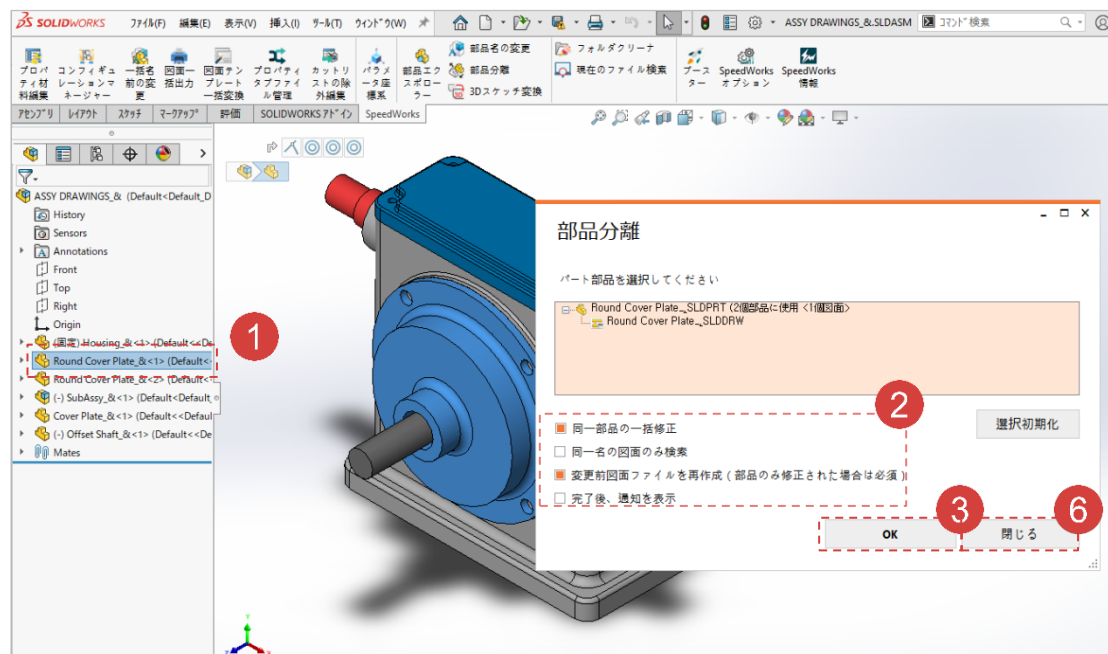 SOLIDWORKS ファイル(F) 編集(E) 表示(V) 挿入(I) ツール(T) ウィンドウ(W) ASSY DRAWINGS_&.SLDASM コマンド検索
プロパティ材料編集
コンフィギュレーションマネージャー
一括名前の変更
図面一括出力
図面テンプレート一括変換
プロパティタブファイル管理
カットリストの除外編集
パラメータ座標系
部品エクスポローラー
部品名の変更
部品分離
3Dスケッチ変換
フォルダクリーナ
現在のファイル検索
ブースター
SpeedWorks オプション
SpeedWorks 情報
アセンブリ レイアウト スケッチ マークアップ 評価 SOLIDWORKS アドイン SpeedWorks
ASSY DRAWINGS_& (Default<Default_D
History
Sensors
Annotations
Front
Top
Right
Origin
(固定) Housing_&<1> (Default<<De
Round Cover Plate_&<1> (Default<
Round Cover Plate_&<2> (Default<
(-) SubAssy_&<1> (Default<Default_
Cover Plate_&<1> (Default<<Defaul
(-) Offset Shaft_&<1> (Default<<De
Mates
1
部品分離
パート部品を選択してください
Round Cover Plate_.SLDPRT (2個部品に使用 <1個図面>
Round Cover Plate_.SLDDRW
2
選択初期化
同一部品の一括修正
同一名の図面のみ検索
変更前図面ファイルを再作成 ( 部品のみ修正された場合は必須 )
完了後、通知を表示
3
6
OK
閉じる